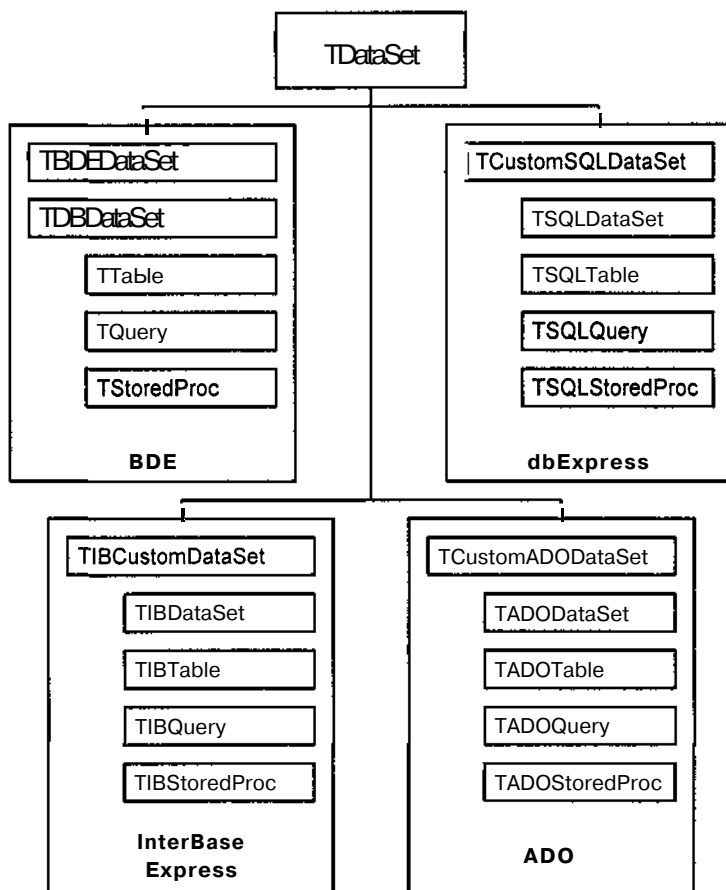 TDataSet
TBDEDataSet
TDBDataSet
TTable
TQuery
TStoredProc
BDE
TCustomSQLDataSet
TSQLDataSet
TSQLTable
TSQLQuery
TSQLStoredProc
dbExpress
TIBCustomDataSet
TIBDataSet
TIBTable
TIBQuery
TIBStoredProc
InterBase
Express
TCustomADODataSet
TADODataSet
TADOTable
TADOQuery
TADOStoredProc
ADO